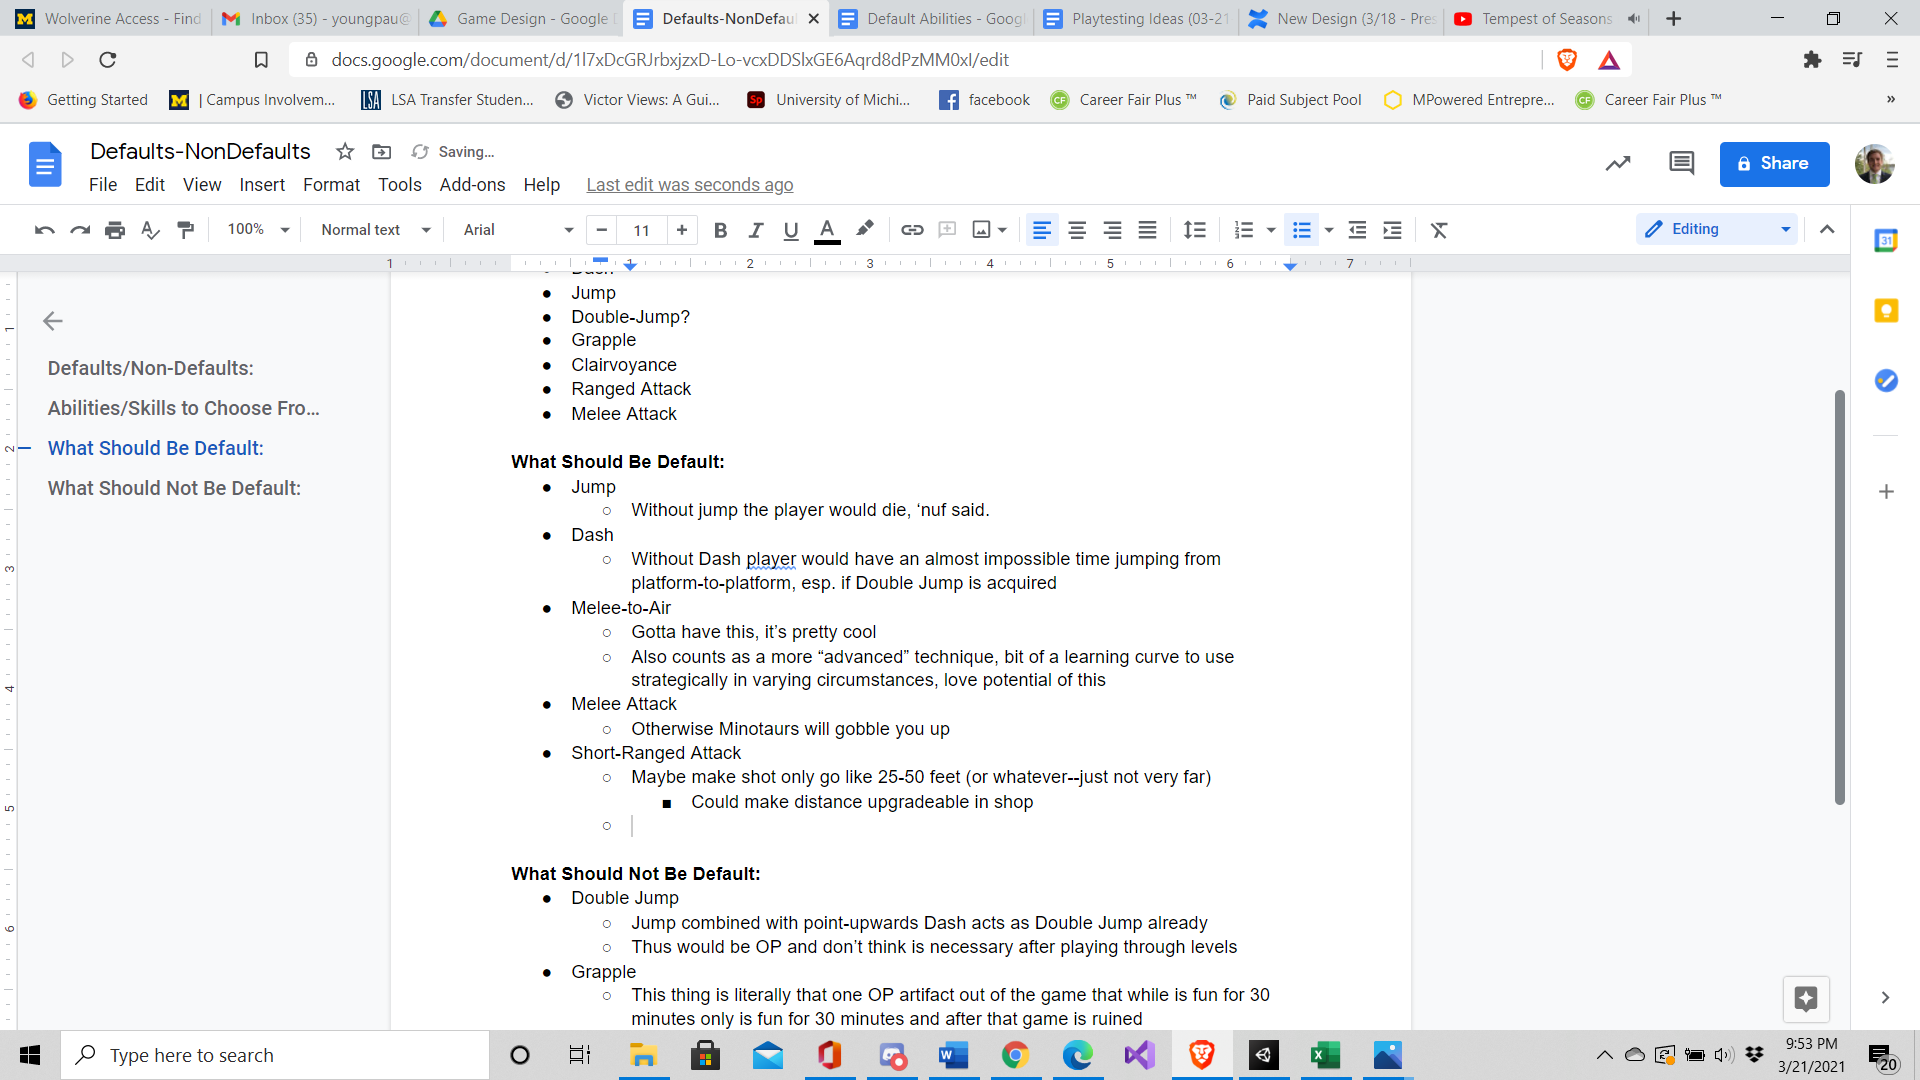 Wolverine Access - Find
Inbox (35) - youngpau@
Game Design - Google
Defaults-NonDefau
Default Abilities - Goog
Playtesting Ideas (03-21
New Design (3/18 - Pres
Tempest of Seasons
docs.google.com/document/d/1l7xDcGRJrbxjzxD-Lo-vcxDDSlxGE6Aqrd8dPzMM0xI/edit
Getting Started
| Campus Involvem...
LSA Transfer Studen...
Victor Views: A Gui...
University of Michi...
facebook
Career Fair Plus ™
Paid Subject Pool
MPowered Entrepre...
Career Fair Plus ™
»
Defaults-NonDefaults
Saving...
Share
File Edit View Insert Format Tools Add-ons Help Last edit was seconds ago
100% Normal text Arial 11 Editing
1 1 2 3 4 5 6 7
Defaults/Non-Defaults:
Abilities/Skills to Choose Fro...
What Should Be Default:
What Should Not Be Default:
Dash
● Jump
● Double-Jump?
● Grapple
● Clairvoyance
● Ranged Attack
● Melee Attack
What Should Be Default:
● Jump
○ Without jump the player would die, ‘nuf said.
● Dash
○ Without Dash player would have an almost impossible time jumping from
platform-to-platform, esp. if Double Jump is acquired
● Melee-to-Air
○ Gotta have this, it’s pretty cool
○ Also counts as a more “advanced” technique, bit of a learning curve to use
strategically in varying circumstances, love potential of this
● Melee Attack
○ Otherwise Minotaurs will gobble you up
● Short-Ranged Attack
○ Maybe make shot only go like 25-50 feet (or whatever--just not very far)
■ Could make distance upgradeable in shop
○
What Should Not Be Default:
● Double Jump
○ Jump combined with point-upwards Dash acts as Double Jump already
○ Thus would be OP and don’t think is necessary after playing through levels
● Grapple
○ This thing is literally that one OP artifact out of the game that while is fun for 30
minutes only is fun for 30 minutes and after that game is ruined
Type here to search
9:53 PM
3/21/2021
20